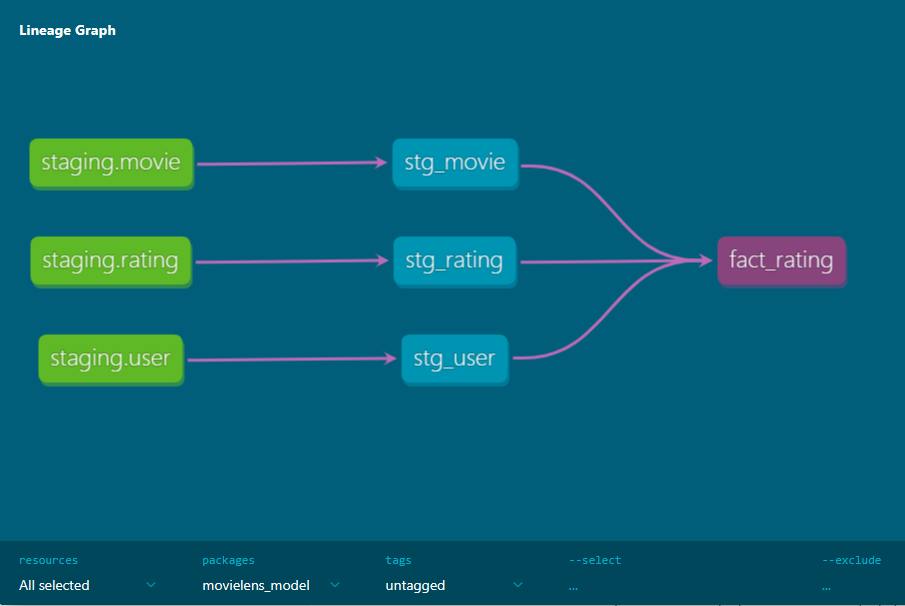 Lineage Graph
staging.movie
stg_movie
staging.rating
stg_rating
fact_rating
staging.user
stg_user
resources
packages
tags
--select
--exclude
All selected
movielens_model
untagged
...
...